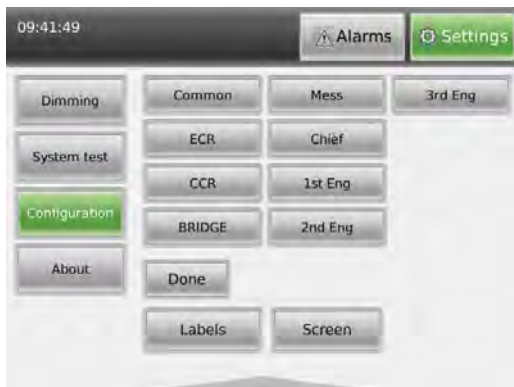 09:41:49
Alarms
Settings
Dimming
System test
Configuration
About
Common
Mess
3rd Eng
ECR
Chief
CCR
1st Eng
BRIDGE
2nd Eng
Done
Labels
Screen